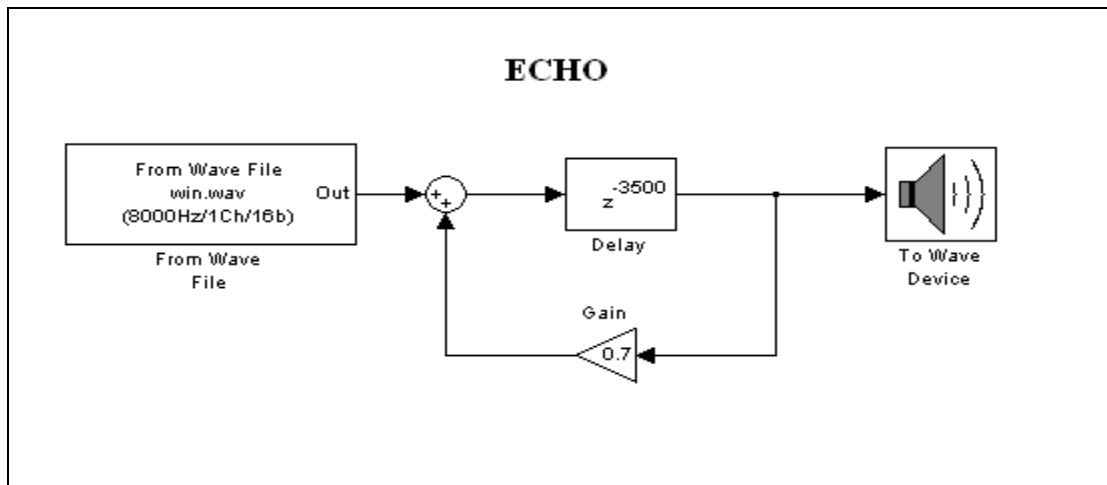 ECHO
From Wave File
win.wav
(8000Hz/1Ch/16b)
Out
From Wave
File
+
+
z^-3500
Delay
Gain
0.7
To Wave
Device